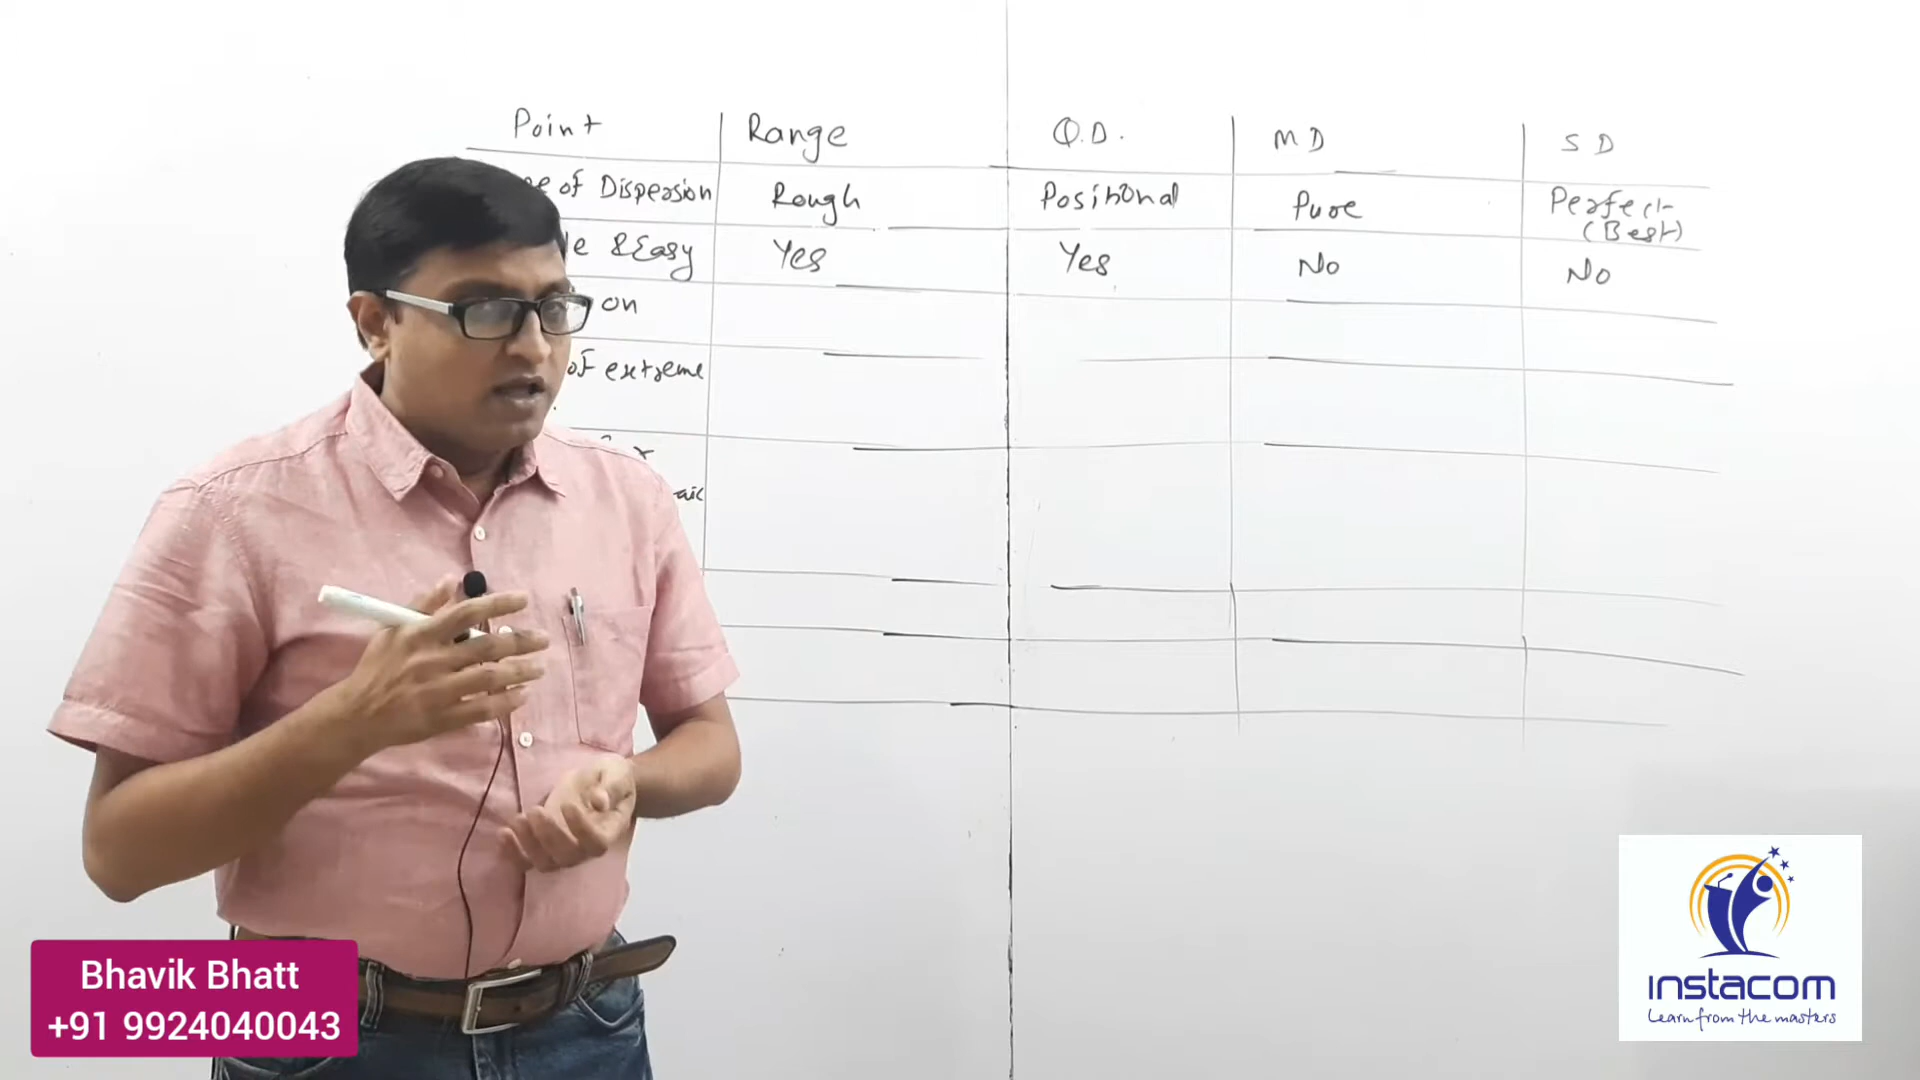 Point Range Q.D. MD SD
of Dispersion Rough Positional Pure Perfect
(Best)
&Easy Yes Yes No No
on
of extreme
Bhavik Bhatt
+91 9924040043
instacom
Learn from the masters